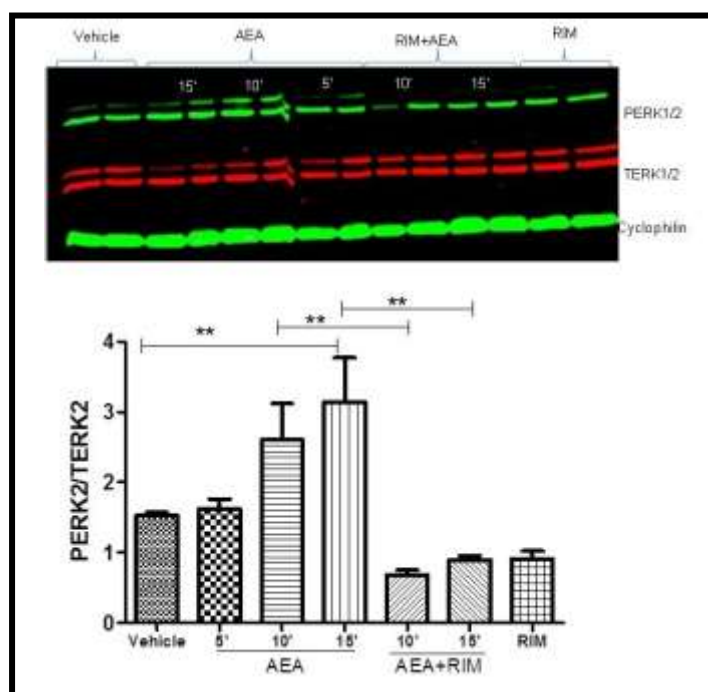 Vehicle AEA RIM+AEA RIM
15' 10' 5' 10' 15'
PERK1/2
TERK1/2
Cyclophilin
**
**
**
PERK2/TERK2
4
3
2
1
0
Vehicle 5' 10' 15' 10' 15' RIM
AEA AEA+RIM